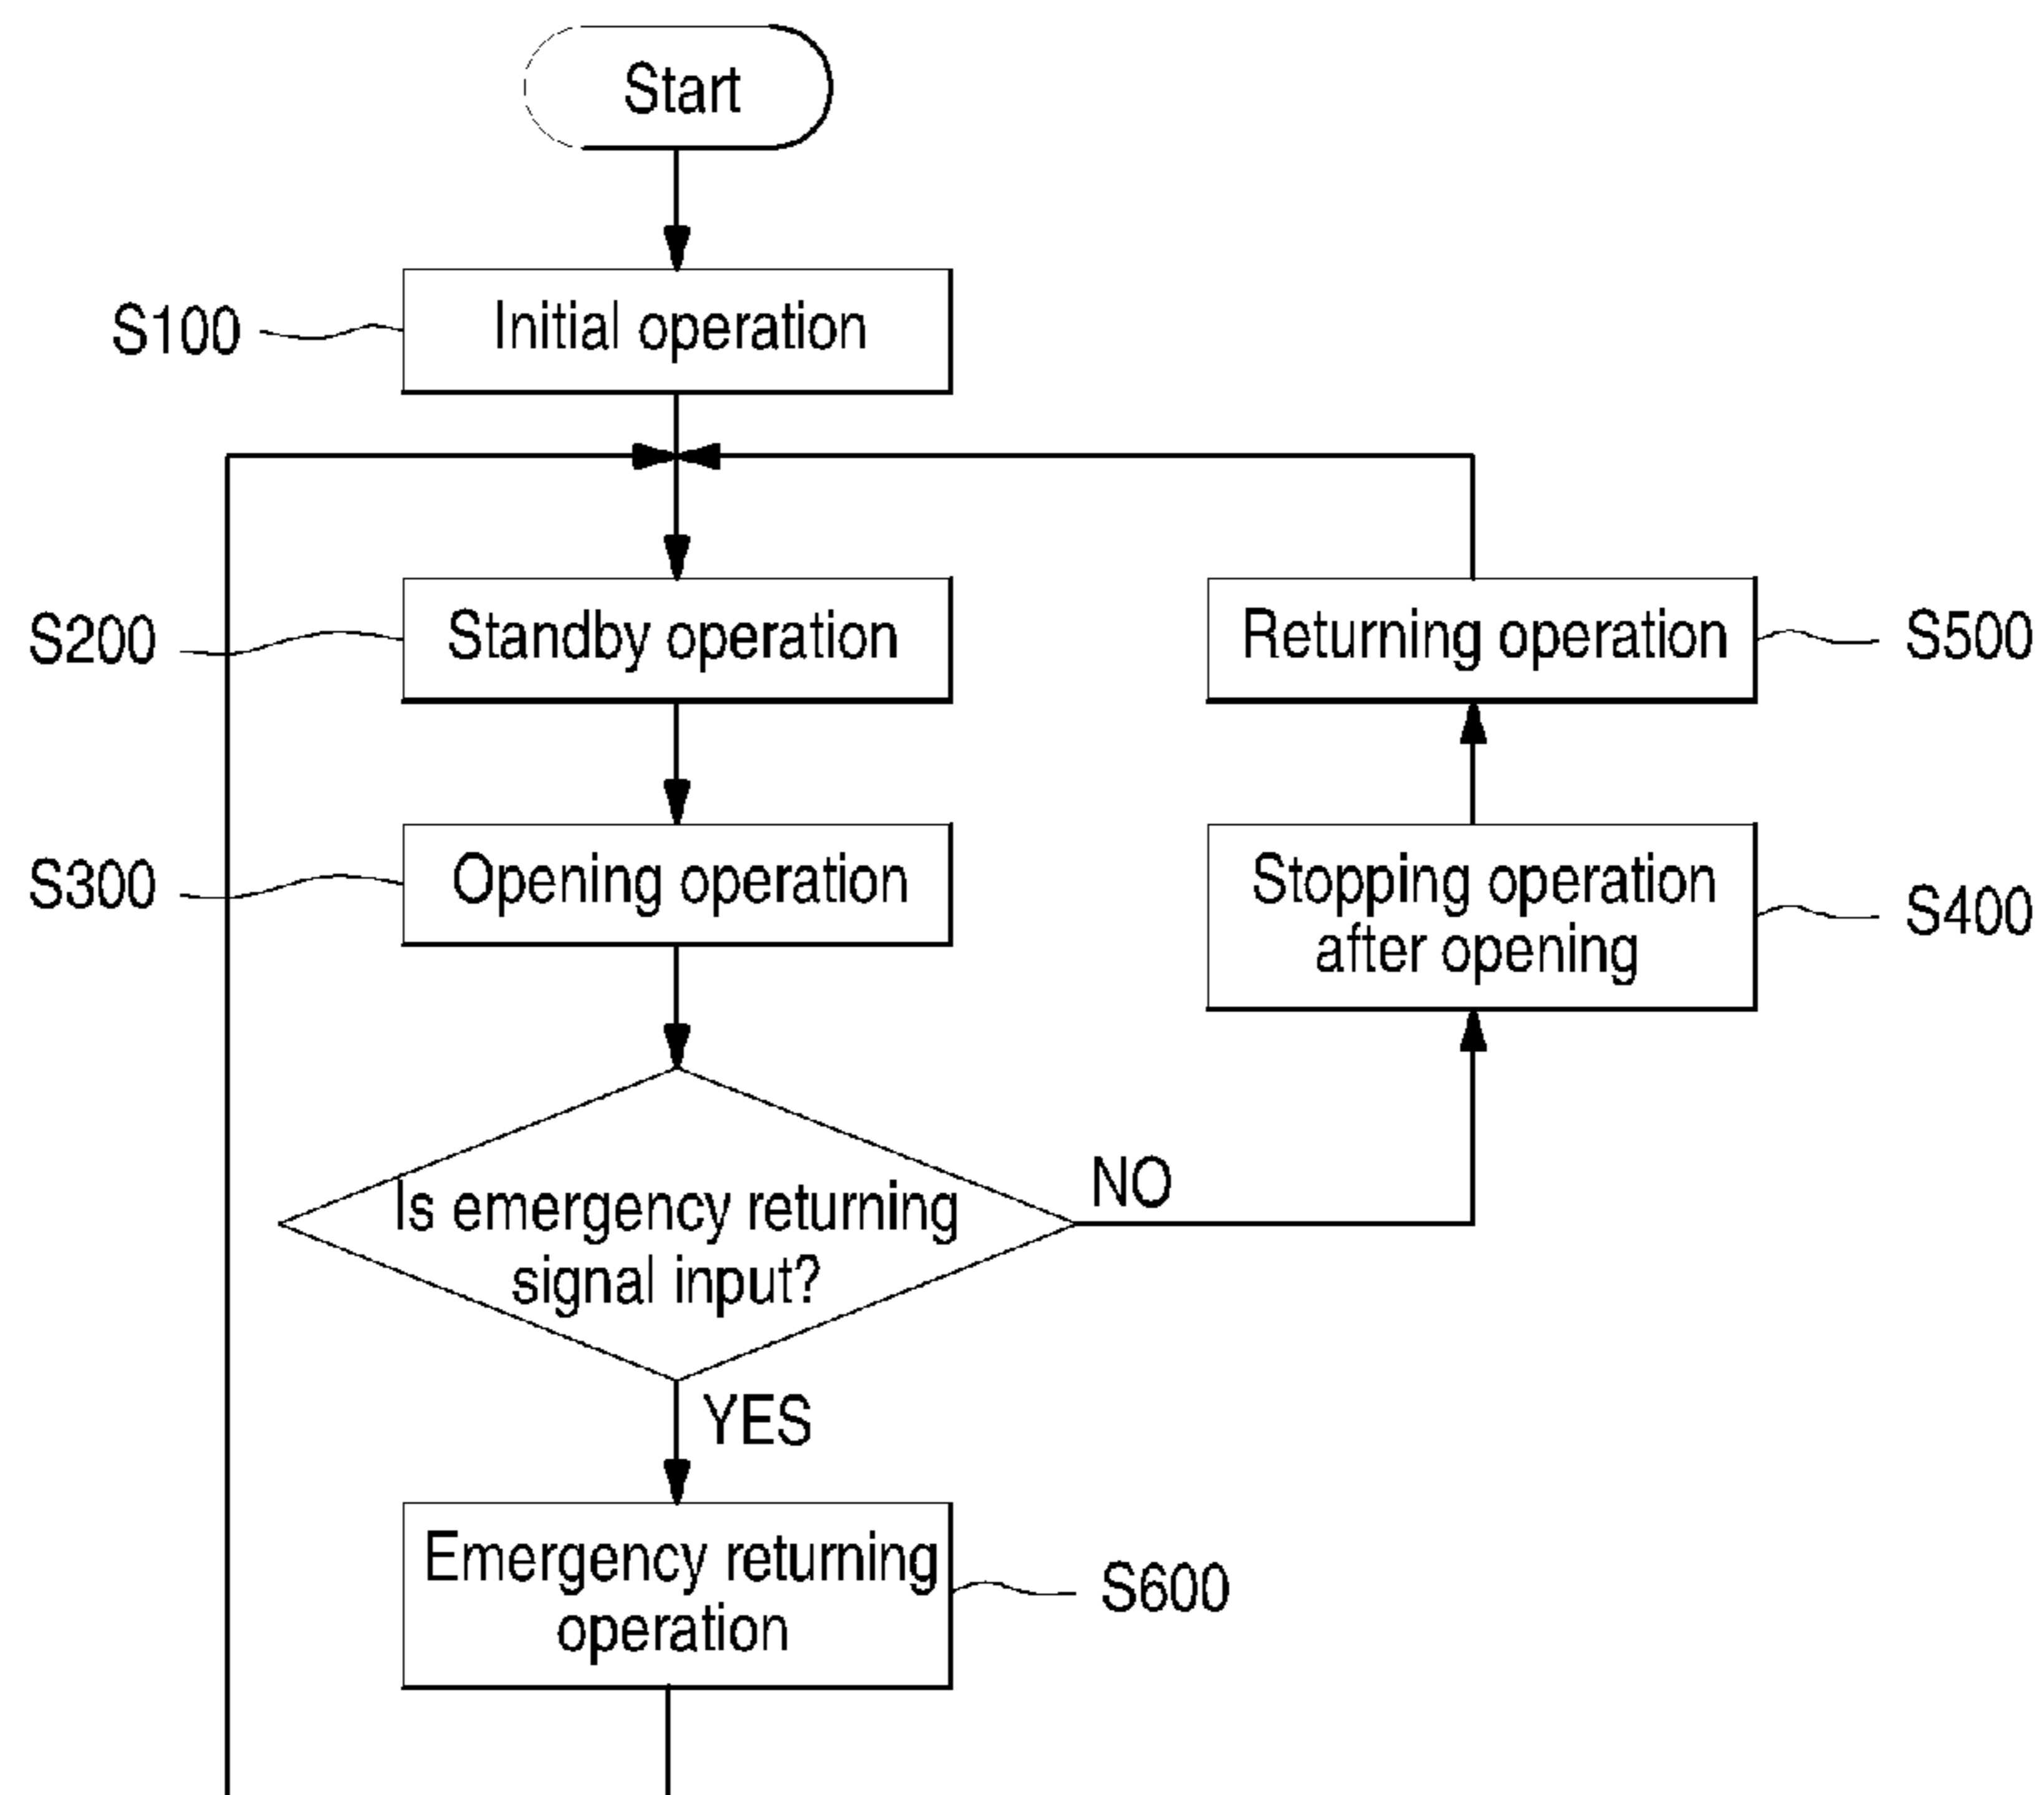 Start
S100
Initial operation
S200
Standby operation
Returning operation
S500
S300
Opening operation
Stopping operation
after opening
S400
Is emergency returning
signal input?
NO
YES
Emergency returning
operation
S600